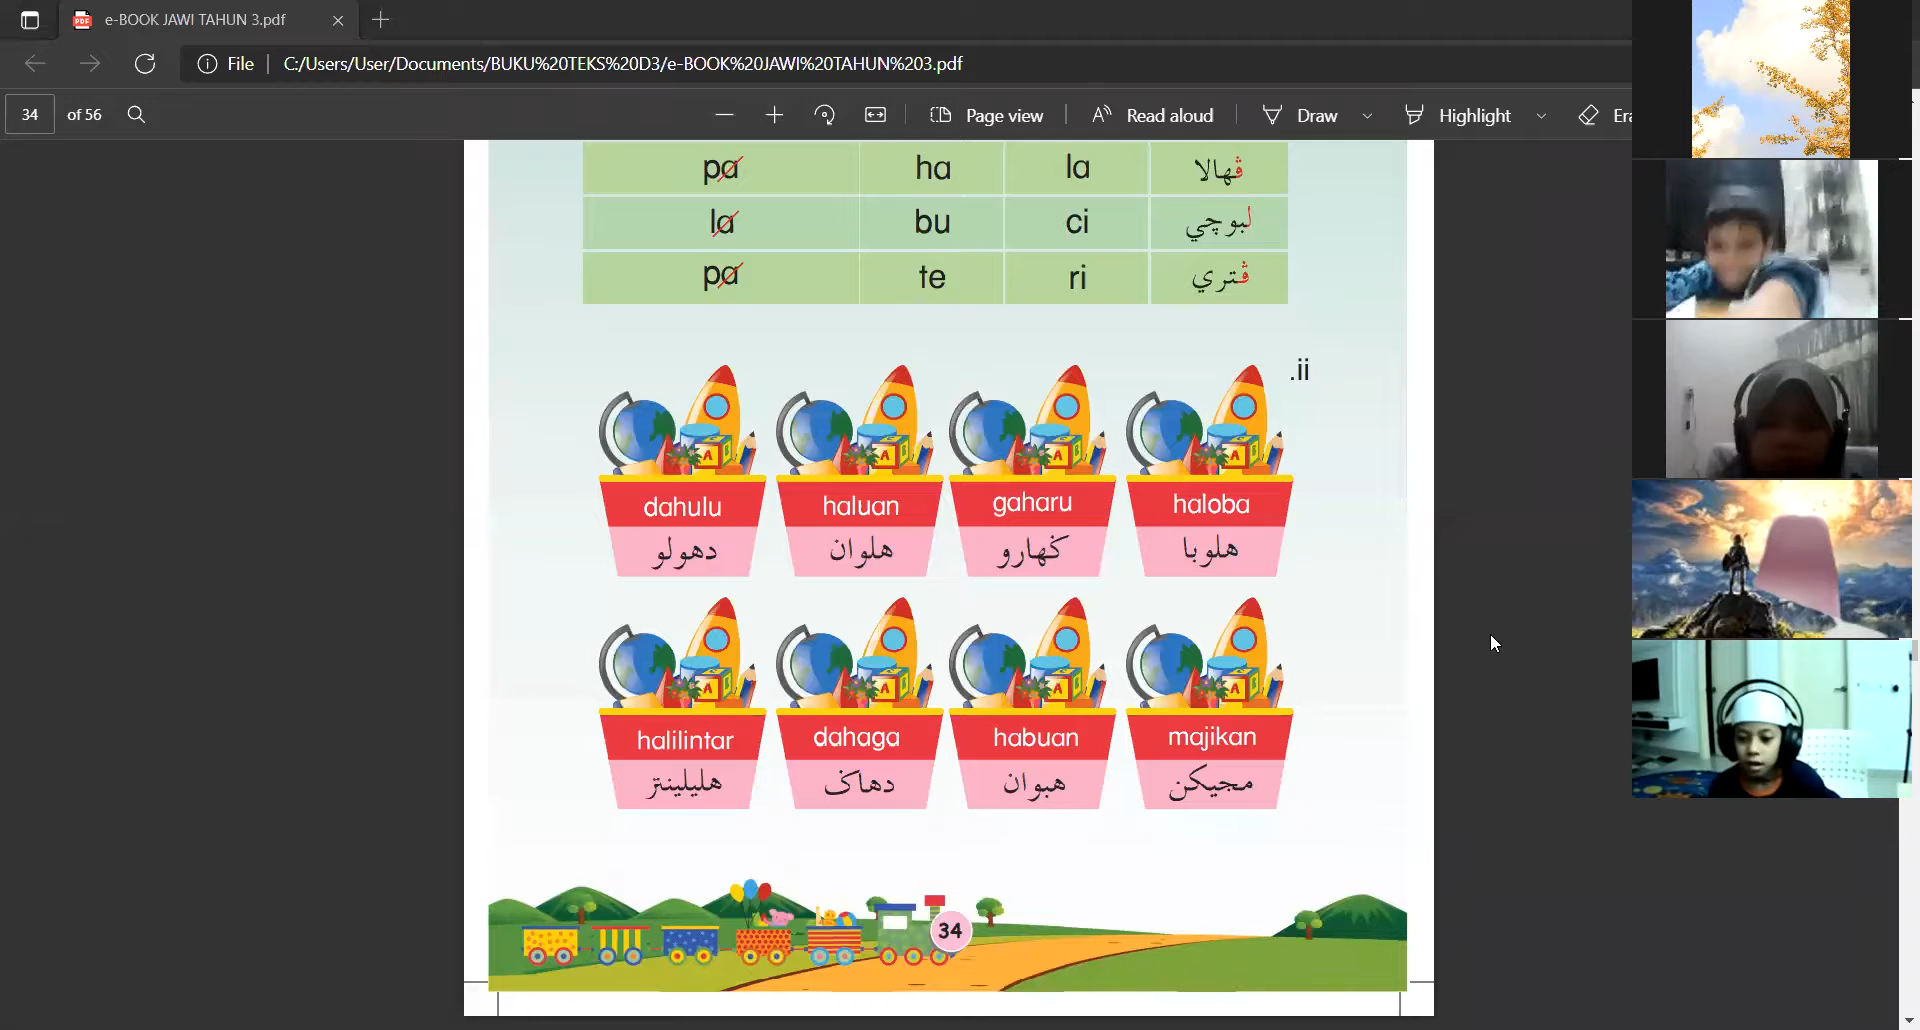 e-BOOK JAWI TAHUN 3.pdf
File C:/Users/User/Documents/BUKU%20TEKS%20D3/e-BOOK%20JAWI%20TAHUN%203.pdf
34 of 56 Page view Read aloud Draw Highlight Era
pa ha la ڤهالا
la bu ci لبوچي
pa te ri ڤتري
.ii
dahulu haluan gaharu haloba
دهولو هلوان ݢهارو هلوبا
halilintar dahaga habuan majikan
هليلينتر دهاݢ هبوان مجيکن
34